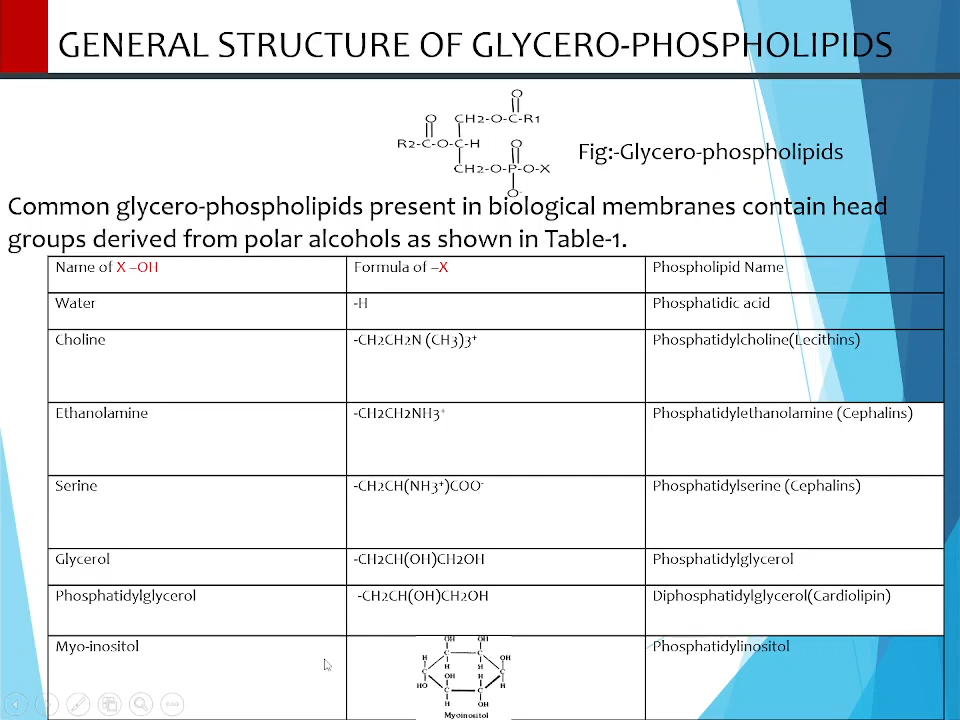 GENERAL STRUCTURE OF GLYCERO-PHOSPHOLIPIDS
O
O CH2-O-C-R1
R2-C-O-C-H O
CH2-O-P-O-X
O-
Fig:-Glycero-phospholipids
Common glycero-phospholipids present in biological membranes contain head
groups derived from polar alcohols as shown in Table-1.
Name of X –OH Formula of –X Phospholipid Name
Water -H Phosphatidic acid
Choline -CH2CH2N (CH3)3+ Phosphatidylcholine(Lecithins)
Ethanolamine -CH2CH2NH3+ Phosphatidylethanolamine (Cephalins)
Serine -CH2CH(NH3+)COO- Phosphatidylserine (Cephalins)
Glycerol -CH2CH(OH)CH2OH Phosphatidylglycerol
Phosphatidylglycerol -CH2CH(OH)CH2OH Diphosphatidylglycerol(Cardiolipin)
Myo-inositol Phosphatidylinositol
OH OH
C C
H H H OH
C OH H C
HO H
C C
H OH
Myoinositol